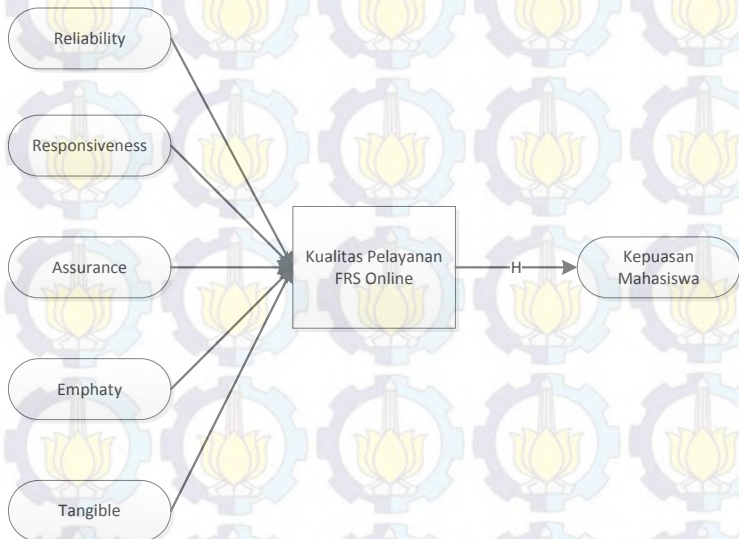 Reliability
Responsiveness
Assurance
Emphaty
Tangible
Kualitas Pelayanan
FRS Online
H
Kepuasan
Mahasiswa